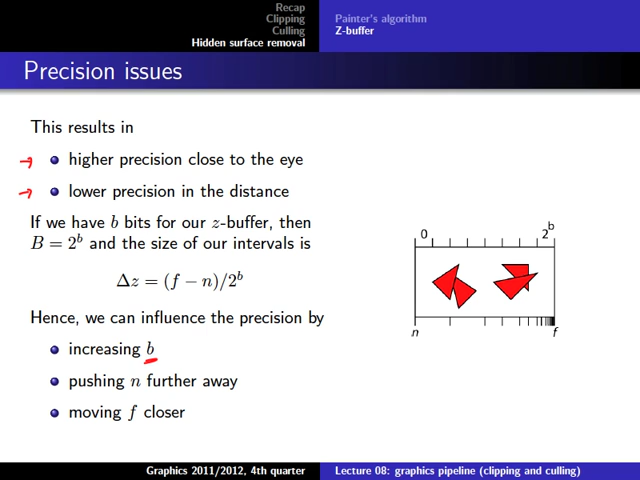 Recap
Clipping
Culling
Hidden surface removal
Painter's algorithm
Z-buffer
Precision issues
This results in
higher precision close to the eye
lower precision in the distance
If we have b bits for our z-buffer, then
B = 2^b and the size of our intervals is
Δz = (f − n)/2^b
Hence, we can influence the precision by
increasing b
pushing n further away
moving f closer
0 2^b
n f
Graphics 2011/2012, 4th quarter
Lecture 08: graphics pipeline (clipping and culling)